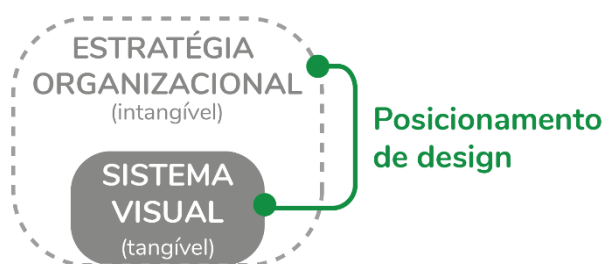 ESTRATÉGIA
ORGANIZACIONAL
(intangível)
SISTEMA
VISUAL
(tangível)
Posicionamento
de design